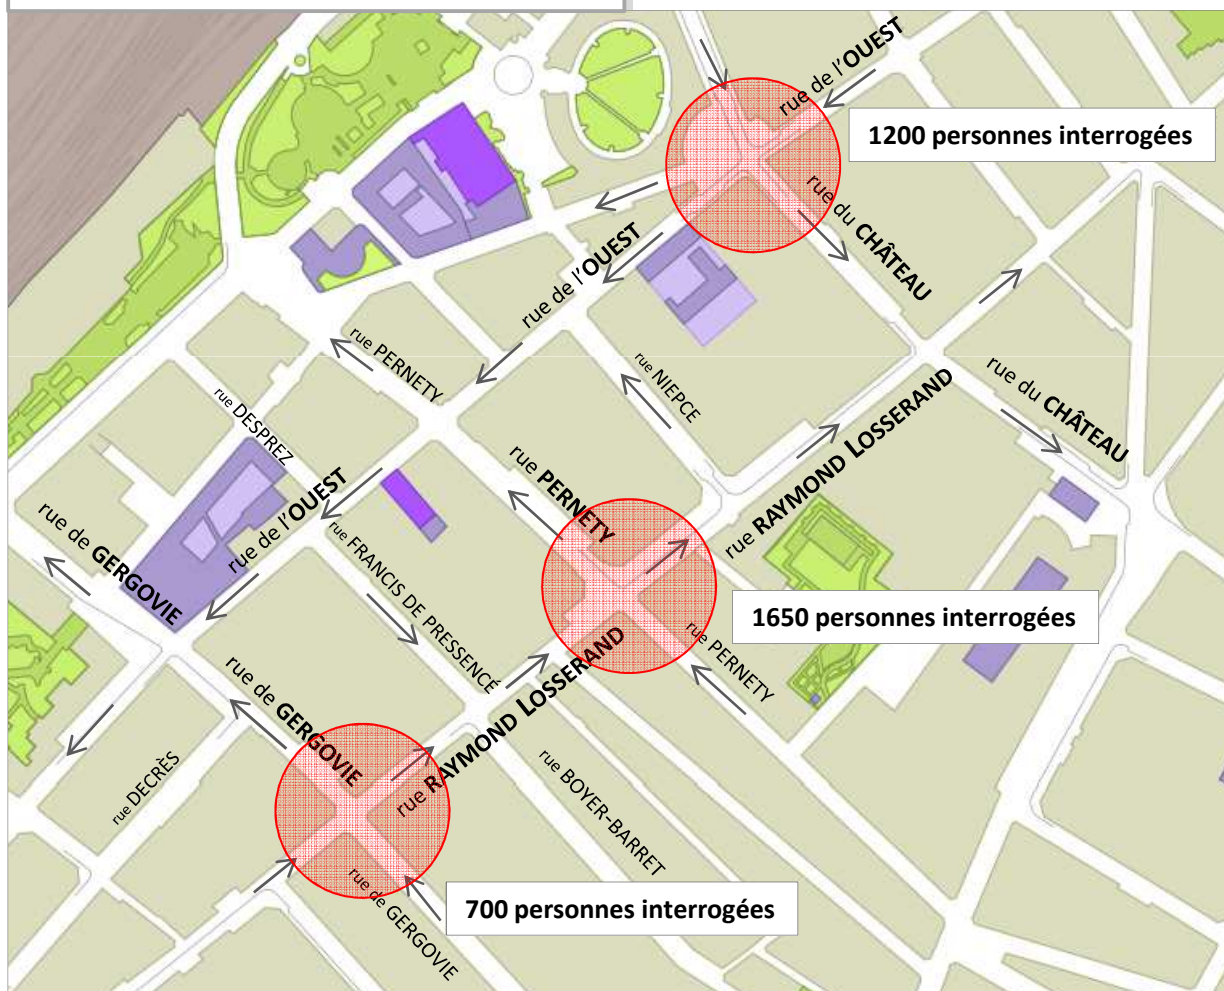 rue de l'OUEST
1200 personnes interrogées
rue du CHÂTEAU
rue de l'OUEST
rue PERNETY
rue NIEPCE
rue du CHÂTEAU
rue RAYMOND LOSSERAND
rue DESPREZ
rue PERNETY
rue de l'OUEST
rue de GERGOVIE
rue FRANCIS DE PRESSENCÉ
1650 personnes interrogées
rue PERNETY
rue de GERGOVIE
rue RAYMOND LOSSERAND
rue DECRÈS
rue BOYER-BARRET
700 personnes interrogées
rue de GERGOVIE